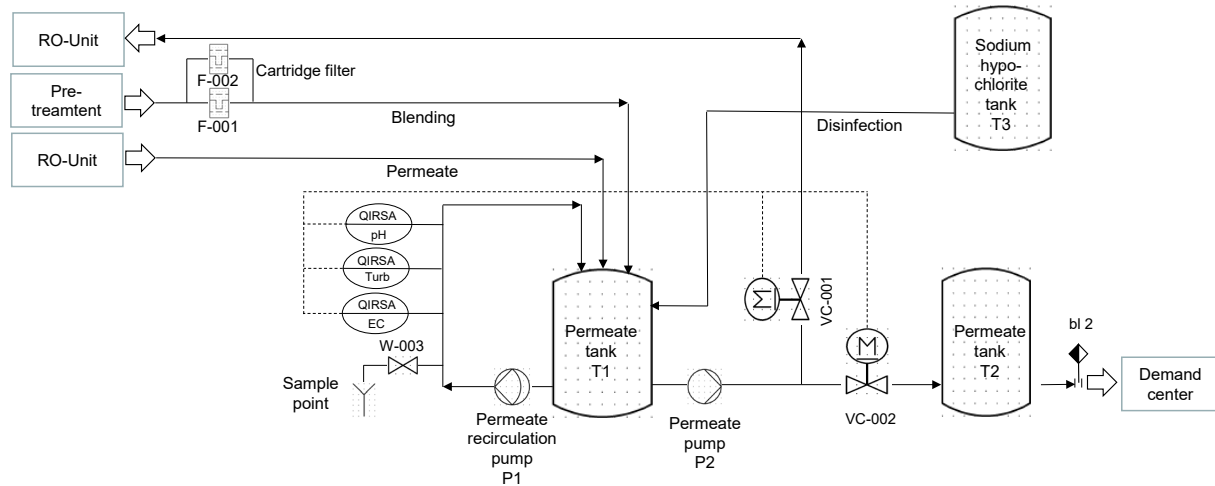 RO-Unit
F-002
Cartridge filter
Pre-
treamtent
F-001
Blending
RO-Unit
Permeate
Sodium
hypo-
chlorite
tank
T3
Disinfection
QIRSA
pH
QIRSA
Turb
QIRSA
EC
W-003
Sample
point
Permeate
recirculation
pump
P1
Permeate
tank
T1
Permeate
pump
P2
M
VC-001
M
VC-002
Permeate
tank
T2
bl 2
Demand
center